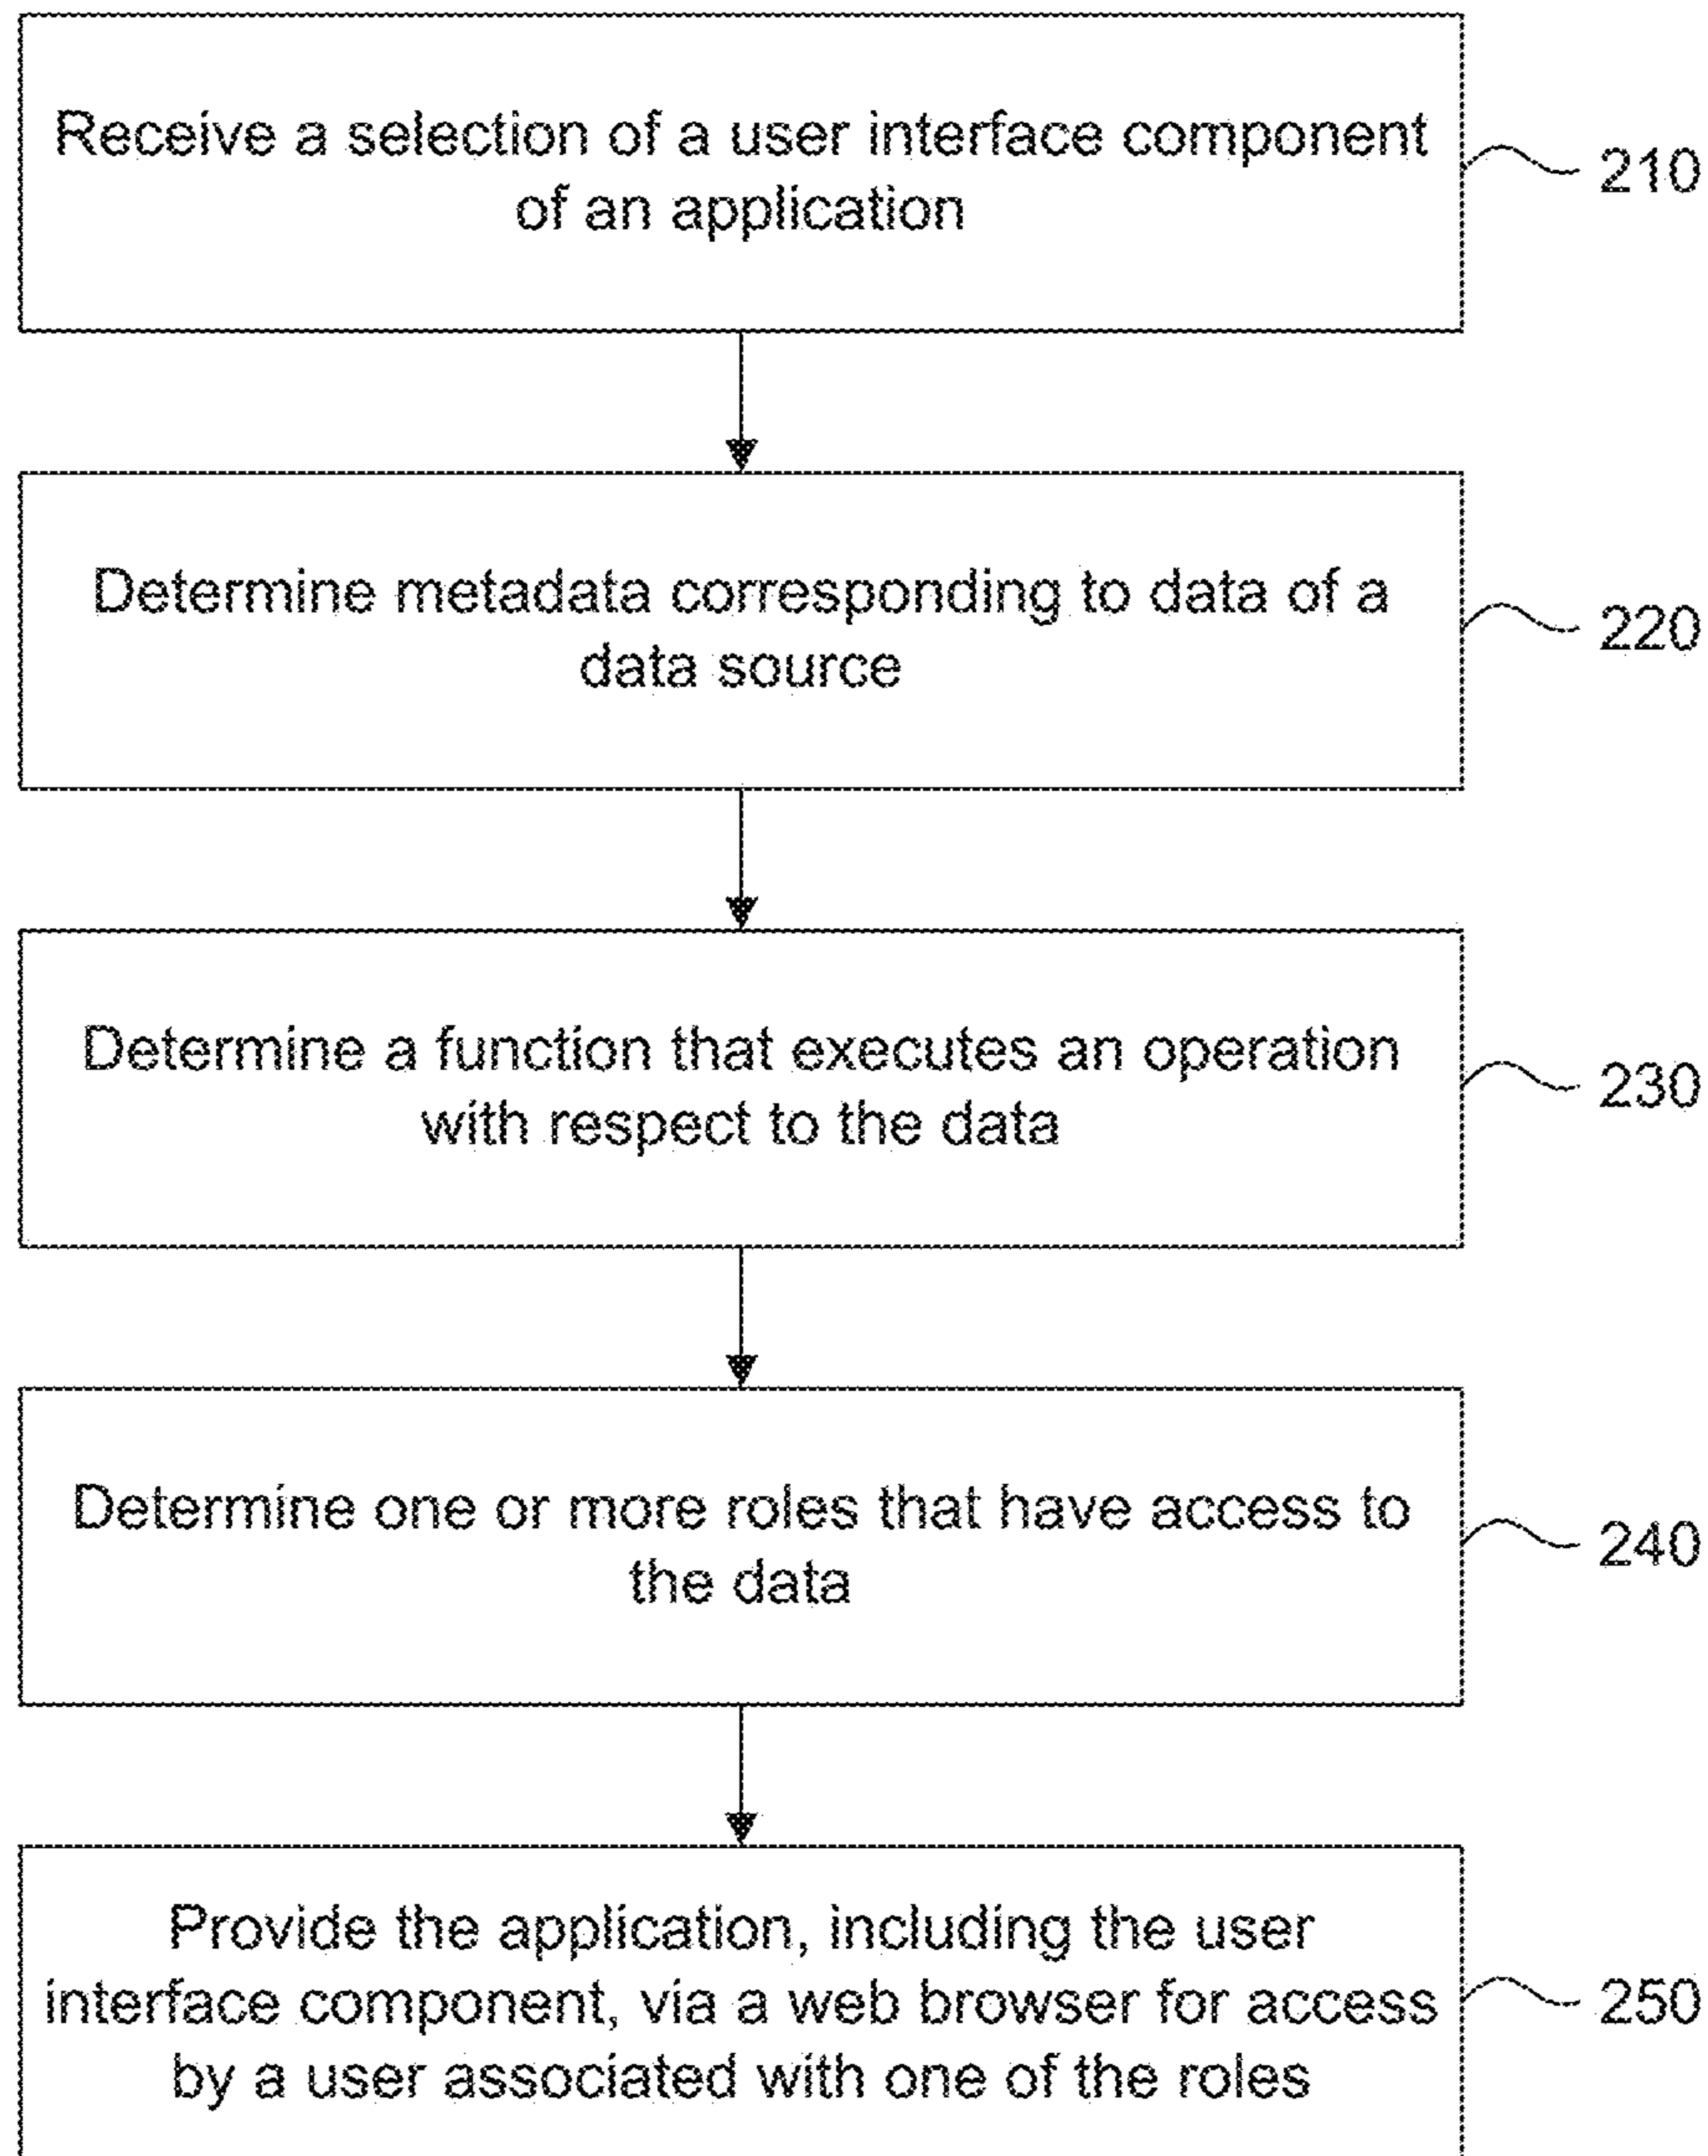 Receive a selection of a user interface component
of an application
210
Determine metadata corresponding to data of a
data source
220
Determine a function that executes an operation
with respect to the data
230
Determine one or more roles that have access to
the data
240
Provide the application, including the user
interface component, via a web browser for access
by a user associated with one of the roles
250